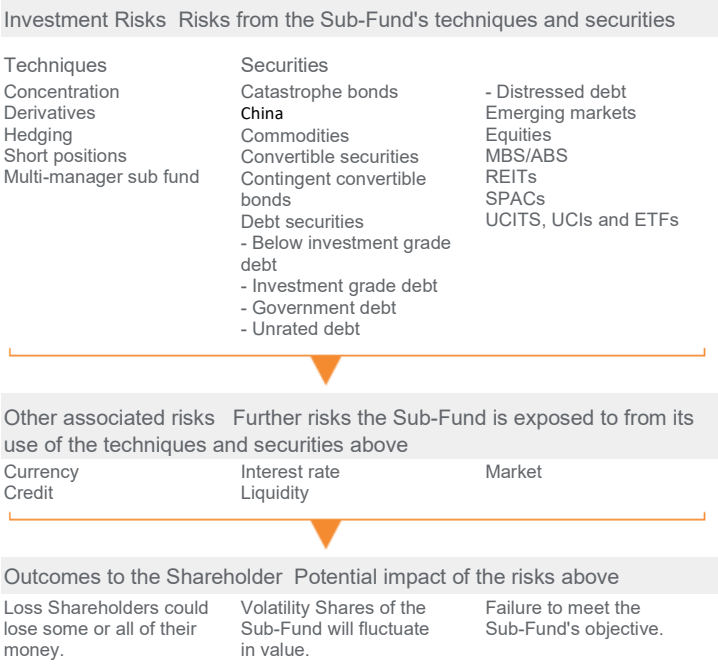 Investment Risks  Risks from the Sub-Fund's techniques and securities
Techniques
Concentration
Derivatives
Hedging
Short positions
Multi-manager sub fund
Securities
Catastrophe bonds
China
Commodities
Convertible securities
Contingent convertible
bonds
Debt securities
- Below investment grade
debt
- Investment grade debt
- Government debt
- Unrated debt
- Distressed debt
Emerging markets
Equities
MBS/ABS
REITs
SPACs
UCITS, UCIs and ETFs
Other associated risks  Further risks the Sub-Fund is exposed to from its
use of the techniques and securities above
Currency
Credit
Interest rate
Liquidity
Market
Outcomes to the Shareholder  Potential impact of the risks above
Loss Shareholders could
lose some or all of their
money.
Volatility Shares of the
Sub-Fund will fluctuate
in value.
Failure to meet the
Sub-Fund's objective.